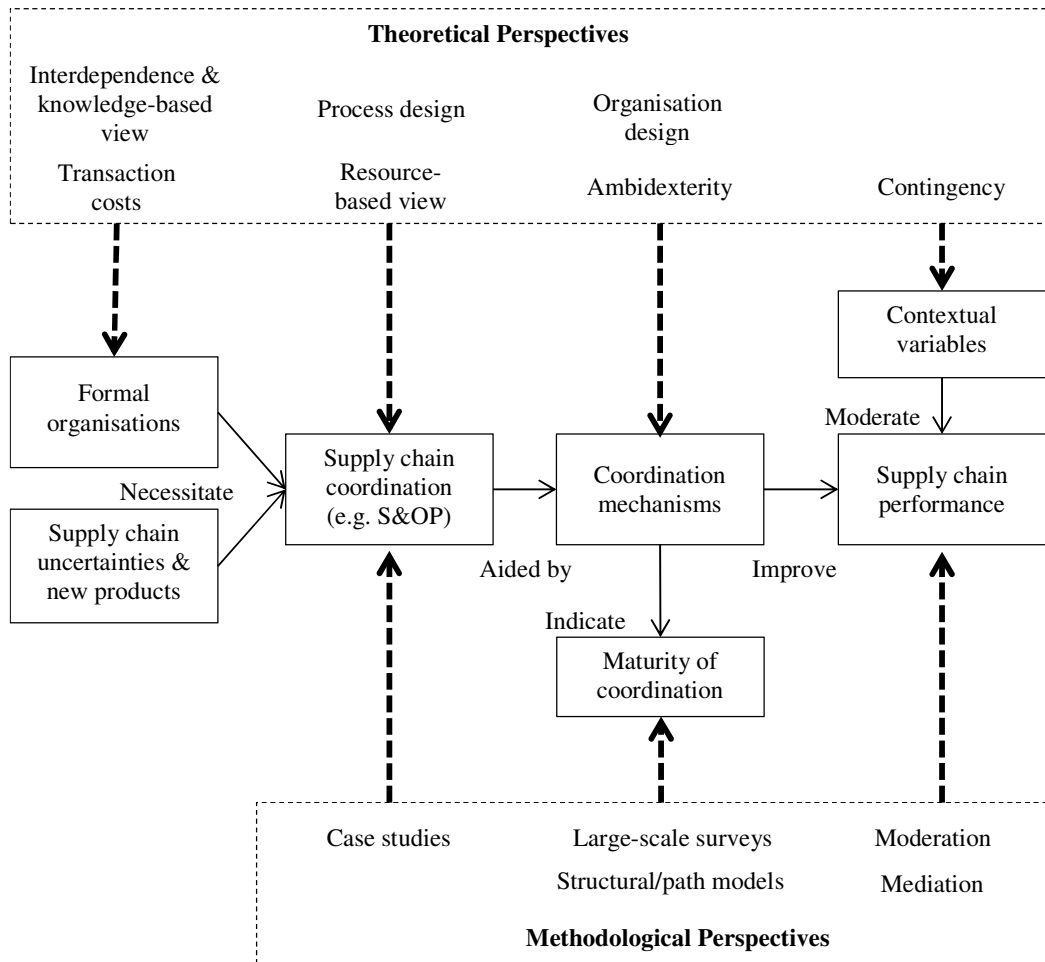 Theoretical Perspectives
Interdependence &
knowledge-based
view
Transaction
costs
Process design
Resource-
based view
Organisation
design
Ambidexterity
Contingency
Contextual
variables
Moderate
Formal
organisations
Necessitate
Supply chain
uncertainties &
new products
Supply chain
coordination
(e.g. S&OP)
Aided by
Coordination
mechanisms
Improve
Supply chain
performance
Indicate
Maturity of
coordination
Case studies
Large-scale surveys
Structural/path models
Moderation
Mediation
Methodological Perspectives